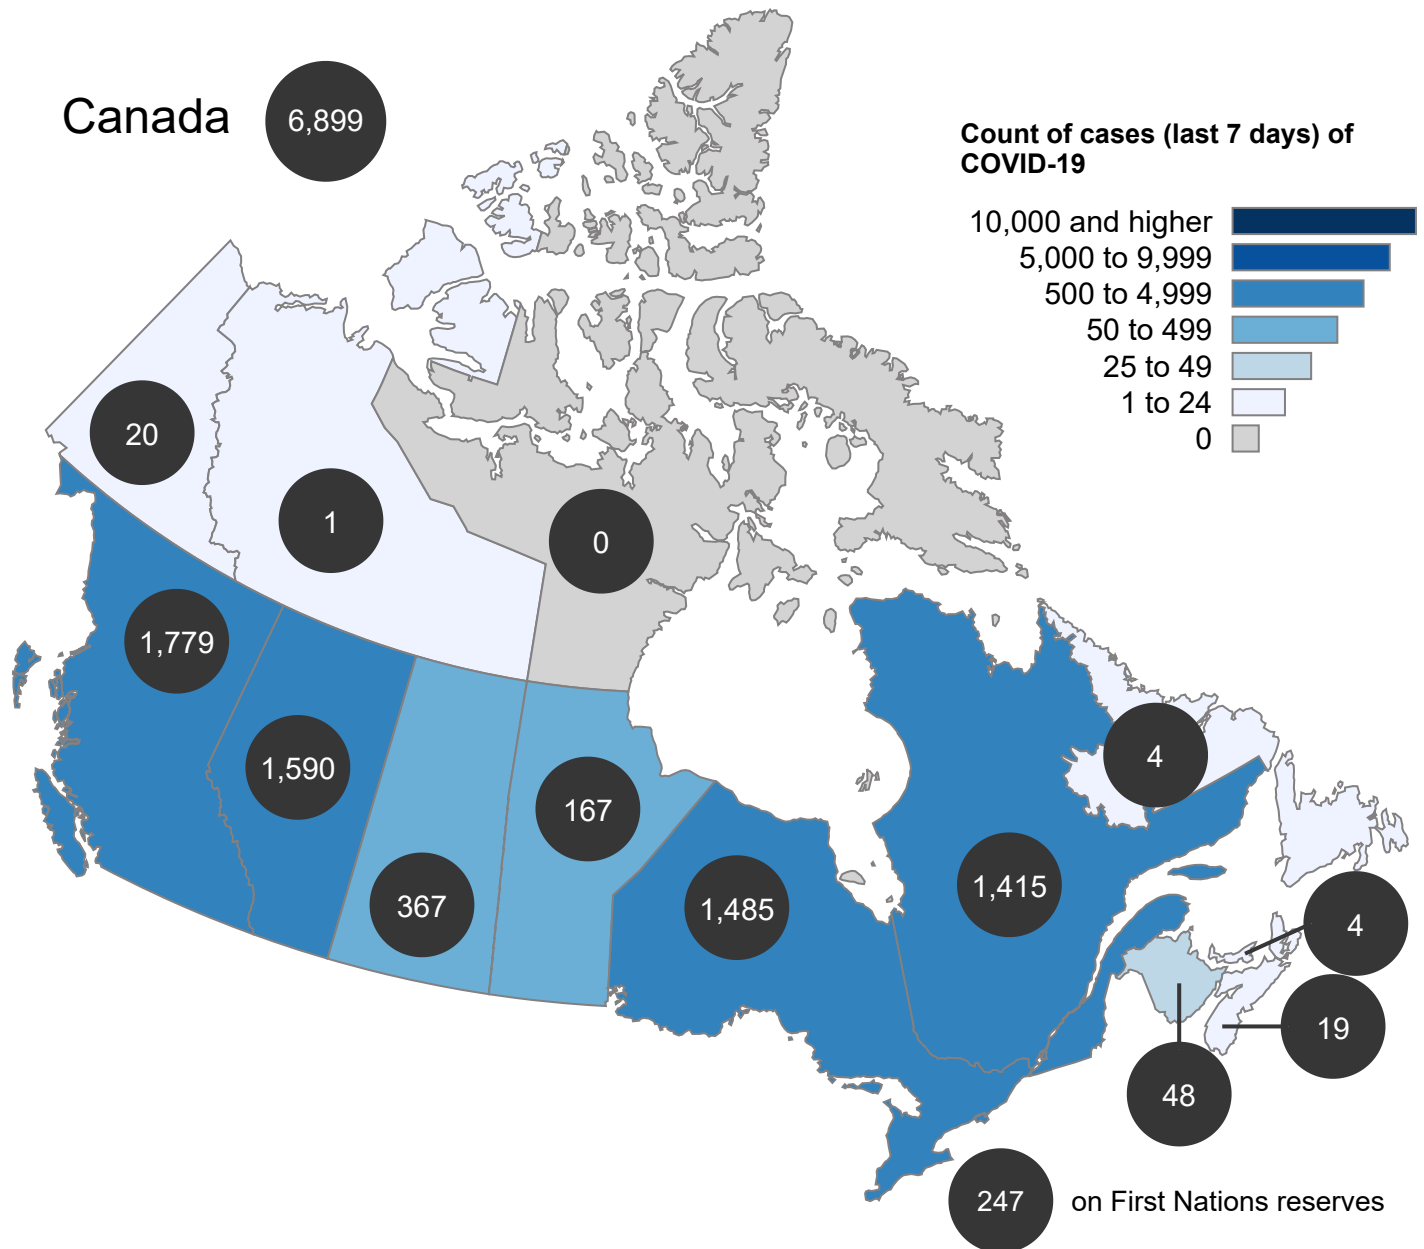 Canada
6,899
Count of cases (last 7 days) of
COVID-19
10,000 and higher
5,000 to 9,999
500 to 4,999
50 to 499
25 to 49
1 to 24
0
20
1
0
1,779
1,590
367
167
1,485
1,415
4
4
19
48
247 on First Nations reserves